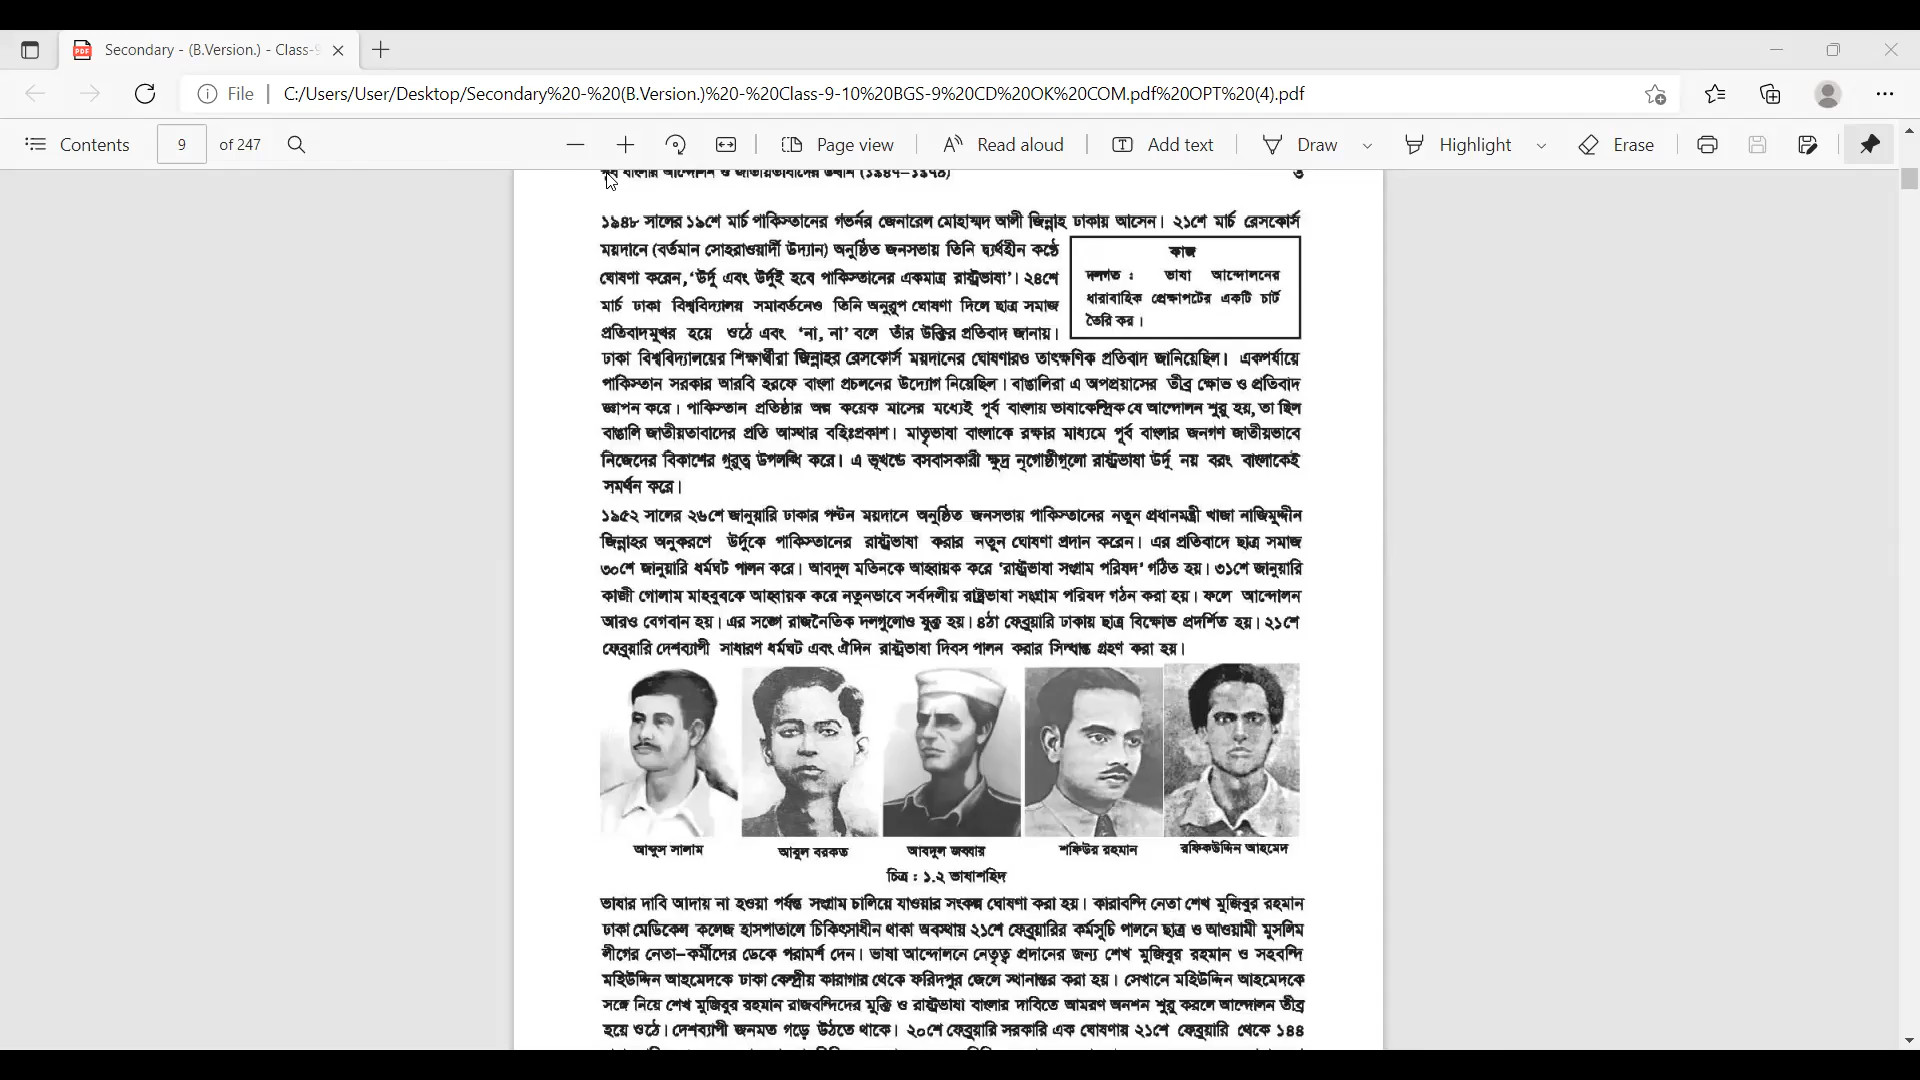 Secondary - (B.Version.) - Class-9
File
C:/Users/User/Desktop/Secondary%20-%20(B.Version.)%20-%20Class-9-10%20BGS-9%20CD%20OK%20COM.pdf%20OPT%20(4).pdf
Contents 9 of 247 Page view Read aloud Add text Draw Highlight Erase
পূর্ব বাংলার আন্দোলন ও জাতীয়তাবাদের উত্থান (১৯৪৭–১৯৭০) ৩
১৯৪৮ সালের ১৯শে মার্চ পাকিস্তানের গভর্নর জেনারেল মোহাম্মদ আলী জিন্নাহ ঢাকায় আসেন। ২১শে মার্চ রেসকোর্স
ময়দানে (বর্তমান সোহরাওয়ার্দী উদ্যান) অনুষ্ঠিত জনসভায় তিনি দ্ব্যর্থহীন কণ্ঠে
ঘোষণা করেন, ‘উর্দু এবং উর্দুই হবে পাকিস্তানের একমাত্র রাষ্ট্রভাষা’। ২৪শে
মার্চ ঢাকা বিশ্ববিদ্যালয় সমাবর্তনেও তিনি অনুরূপ ঘোষণা দিলে ছাত্র সমাজ
প্রতিবাদমুখর হয়ে ওঠে এবং ‘না, না’ বলে তাঁর উক্তির প্রতিবাদ জানায়।
কাজ
দলগত : ভাষা আন্দোলনের
ধারাবাহিক প্রেক্ষাপটের একটি চার্ট
তৈরি কর।
ঢাকা বিশ্ববিদ্যালয়ের শিক্ষার্থীরা জিন্নাহর রেসকোর্স ময়দানের ঘোষণারও তাৎক্ষণিক প্রতিবাদ জানিয়েছিল। একপর্যায়ে
পাকিস্তান সরকার আরবি হরফে বাংলা প্রচলনের উদ্যোগ নিয়েছিল। বাঙালিরা এ অপপ্রয়াসের তীব্র ক্ষোভ ও প্রতিবাদ
জ্ঞাপন করে। পাকিস্তান প্রতিষ্ঠার অল্প কয়েক মাসের মধ্যেই পূর্ব বাংলায় ভাষাকেন্দ্রিক যে আন্দোলন শুরু হয়, তা ছিল
বাঙালি জাতীয়তাবাদের প্রতি আস্থার বহিঃপ্রকাশ। মাতৃভাষা বাংলাকে রক্ষার মাধ্যমে পূর্ব বাংলার জনগণ জাতীয়ভাবে
নিজেদের বিকাশের গুরুত্ব উপলব্ধি করে। এ ভূখণ্ডে বসবাসকারী ক্ষুদ্র নৃগোষ্ঠীগুলো রাষ্ট্রভাষা উর্দু নয় বরং বাংলাকেই
সমর্থন করে।
১৯৫২ সালের ২৬শে জানুয়ারি ঢাকার পল্টন ময়দানে অনুষ্ঠিত জনসভায় পাকিস্তানের নতুন প্রধানমন্ত্রী খাজা নাজিমুদ্দীন
জিন্নাহর অনুকরণে উর্দুকে পাকিস্তানের রাষ্ট্রভাষা করার নতুন ঘোষণা প্রদান করেন। এর প্রতিবাদে ছাত্র সমাজ
৩০শে জানুয়ারি ধর্মঘট পালন করে। আবদুল মতিনকে আহ্বায়ক করে ‘রাষ্ট্রভাষা সংগ্রাম পরিষদ’ গঠিত হয়। ৩১শে জানুয়ারি
কাজী গোলাম মাহবুবকে আহ্বায়ক করে নতুনভাবে সর্বদলীয় রাষ্ট্রভাষা সংগ্রাম পরিষদ গঠন করা হয়। ফলে আন্দোলন
আরও বেগবান হয়। এর সঙ্গে রাজনৈতিক দলগুলোও যুক্ত হয়। ৪ঠা ফেব্রুয়ারি ঢাকায় ছাত্র বিক্ষোভ প্রদর্শিত হয়। ২১শে
ফেব্রুয়ারি দেশব্যাপী সাধারণ ধর্মঘট এবং ঐদিন রাষ্ট্রভাষা দিবস পালন করার সিদ্ধান্ত গ্রহণ করা হয়।
আব্দুস সালাম আবুল বরকত আবদুল জব্বার শফিউর রহমান রফিকউদ্দিন আহমেদ
চিত্র : ১.২ ভাষাশহিদ
ভাষার দাবি আদায় না হওয়া পর্যন্ত সংগ্রাম চালিয়ে যাওয়ার সংকল্প ঘোষণা করা হয়। কারাবন্দি নেতা শেখ মুজিবুর রহমান
ঢাকা মেডিকেল কলেজ হাসপাতালে চিকিৎসাধীন থাকা অবস্থায় ২১শে ফেব্রুয়ারির কর্মসূচি পালনে ছাত্র ও আওয়ামী মুসলিম
লীগের নেতা–কর্মীদের ডেকে পরামর্শ দেন। ভাষা আন্দোলনে নেতৃত্ব প্রদানের জন্য শেখ মুজিবুর রহমান ও সহবন্দি
মহিউদ্দিন আহমেদকে ঢাকা কেন্দ্রীয় কারাগার থেকে ফরিদপুর জেলে স্থানান্তর করা হয়। সেখানে মহিউদ্দিন আহমেদকে
সঙ্গে নিয়ে শেখ মুজিবুর রহমান রাজবন্দিদের মুক্তি ও রাষ্ট্রভাষা বাংলার দাবিতে আমরণ অনশন শুরু করলে আন্দোলন তীব্র
হয়ে ওঠে। দেশব্যাপী জনমত গড়ে উঠতে থাকে। ২০শে ফেব্রুয়ারি সরকারি এক ঘোষণায় ২১শে ফেব্রুয়ারি থেকে ১৪৪